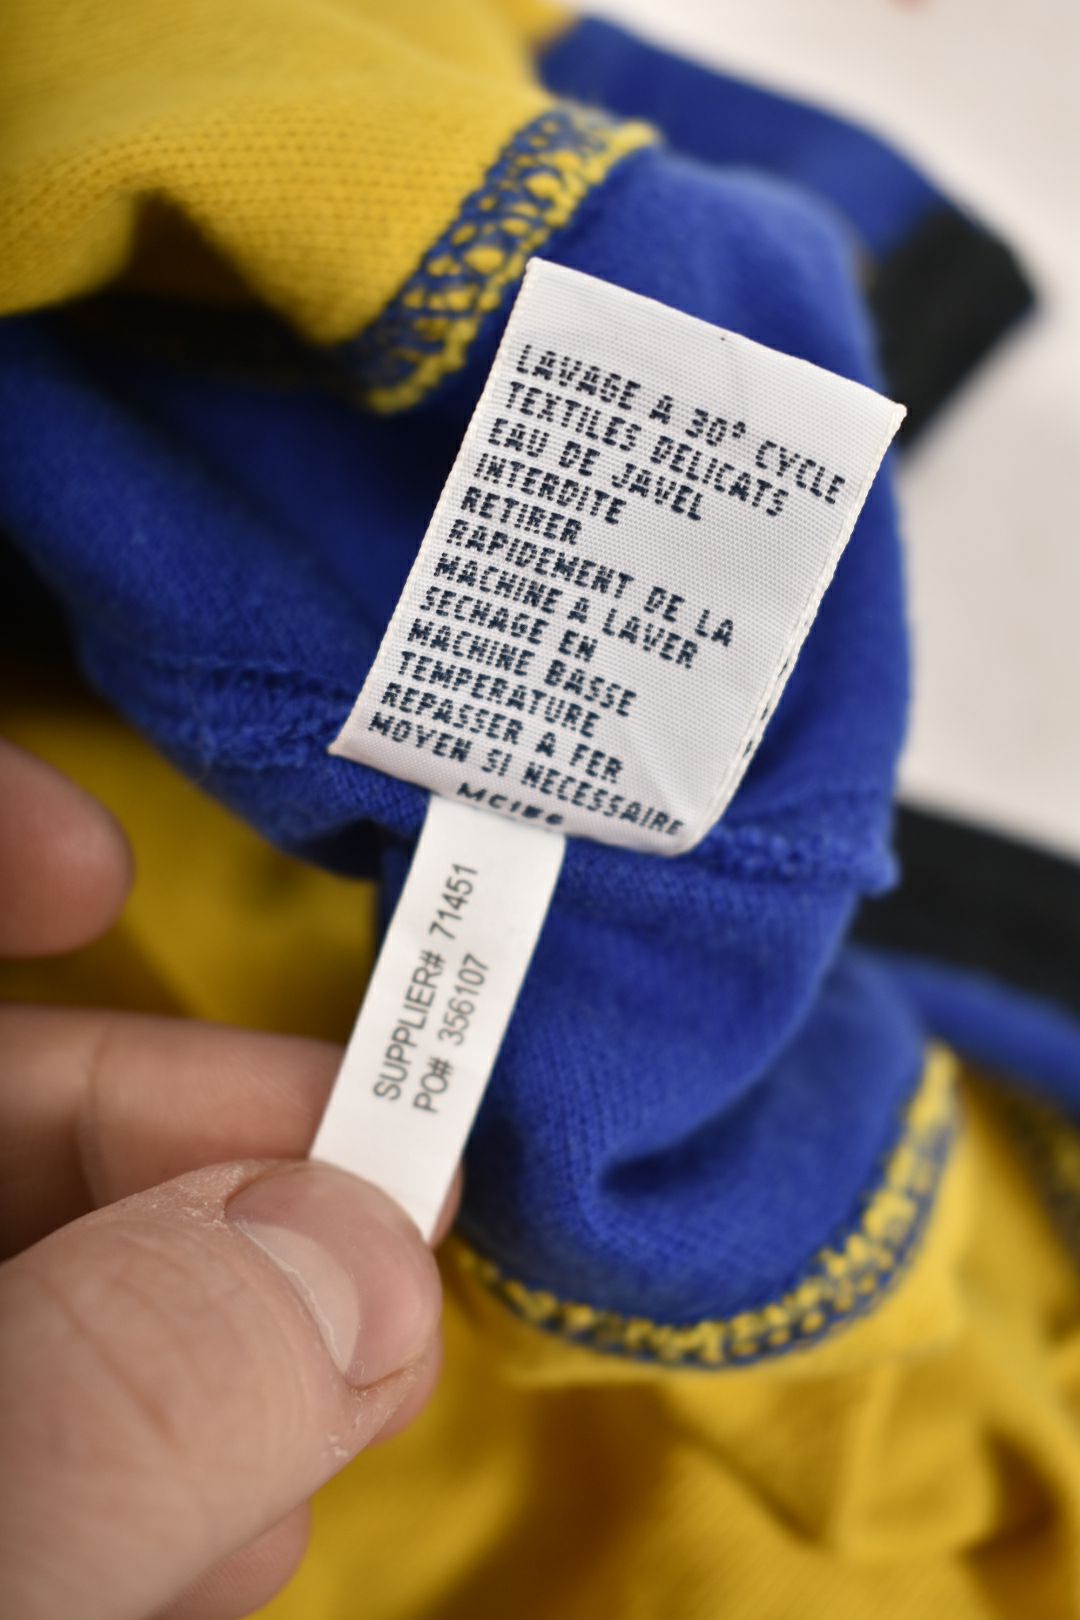 LAVAGE A 30° CYCLE
TEXTILES DELICATS
EAU DE JAVEL
INTERDITE
RETIRER
RAPIDEMENT DE LA
MACHINE A LAVER
SECHAGE EN
MACHINE BASSE
TEMPERATURE
REPASSER A FER
MOYEN SI NECESSAIRE
SUPPLIER# 71451
PO# 356107